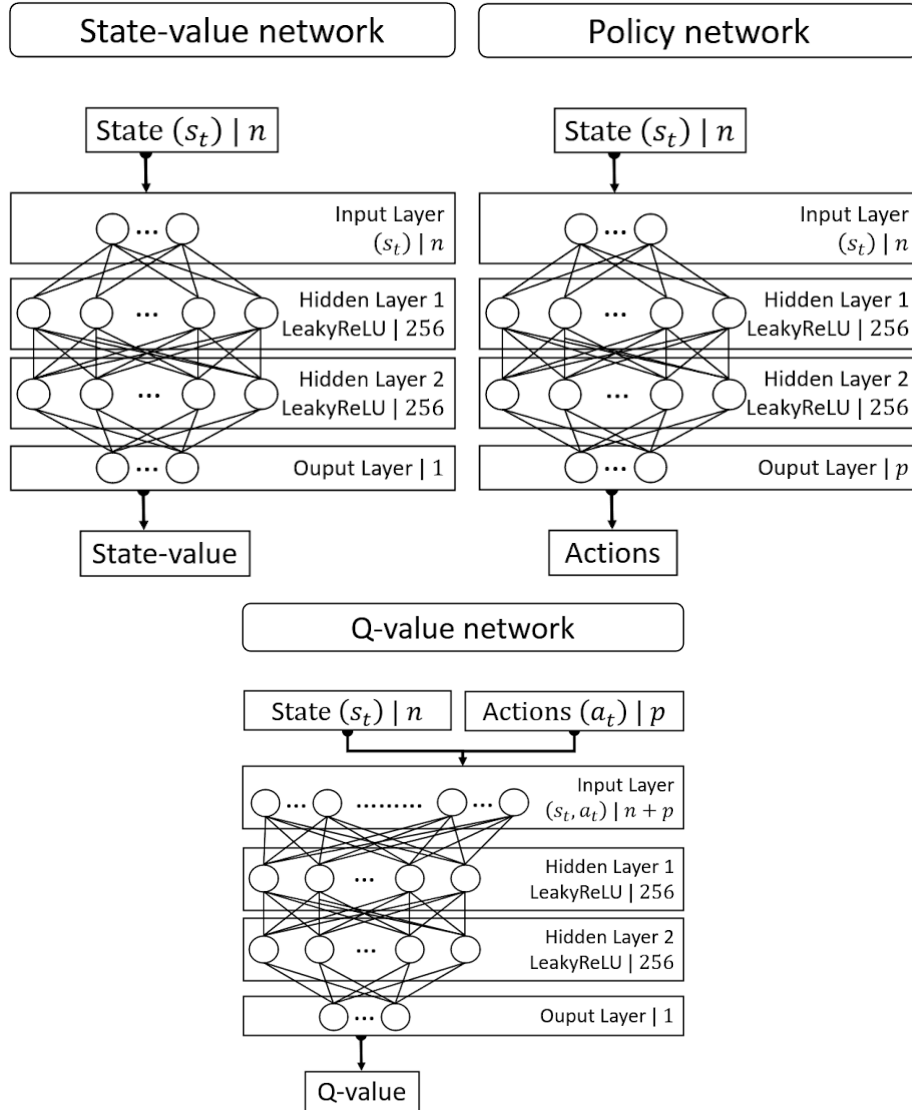 State-value network
State (s_t) | n
Input Layer
(s_t) | n
Hidden Layer 1
LeakyReLU | 256
Hidden Layer 2
LeakyReLU | 256
Ouput Layer | 1
State-value
Policy network
State (s_t) | n
Input Layer
(s_t) | n
Hidden Layer 1
LeakyReLU | 256
Hidden Layer 2
LeakyReLU | 256
Ouput Layer | p
Actions
Q-value network
State (s_t) | n
Actions (a_t) | p
Input Layer
(s_t, a_t) | n + p
Hidden Layer 1
LeakyReLU | 256
Hidden Layer 2
LeakyReLU | 256
Ouput Layer | 1
Q-value